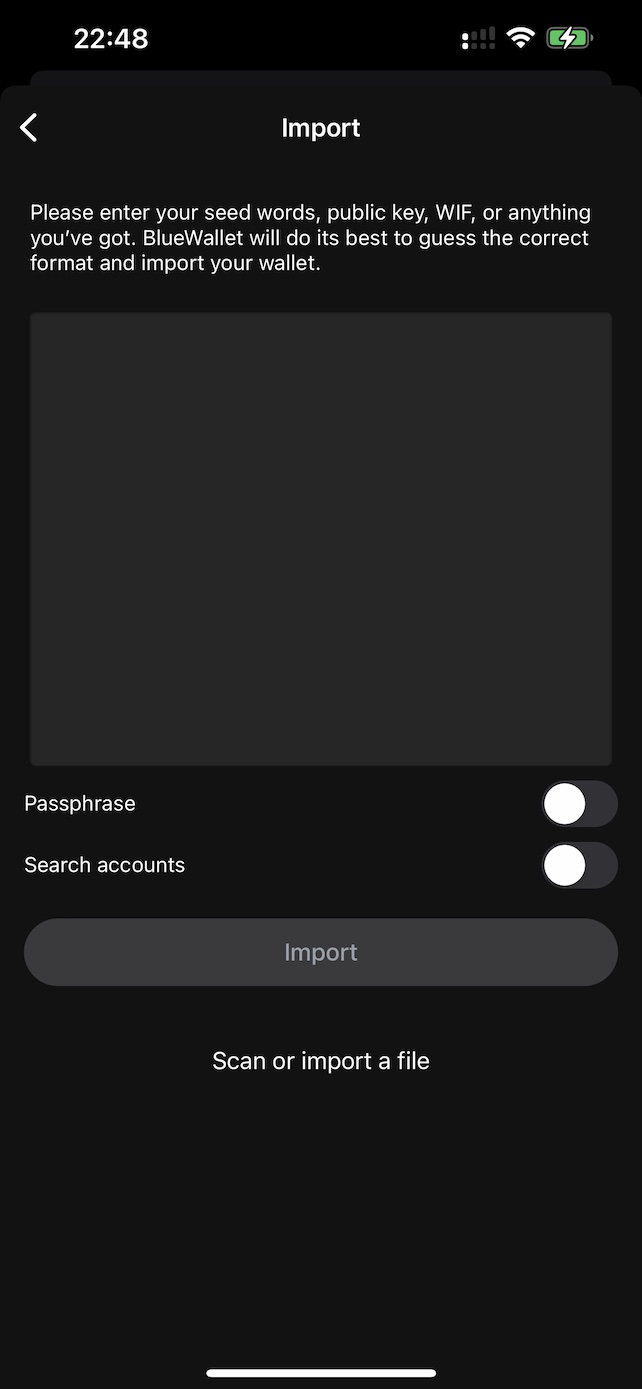 22:48
Import
Please enter your seed words, public key, WIF, or anything
you’ve got. BlueWallet will do its best to guess the correct
format and import your wallet.
Passphrase
Search accounts
Import
Scan or import a file